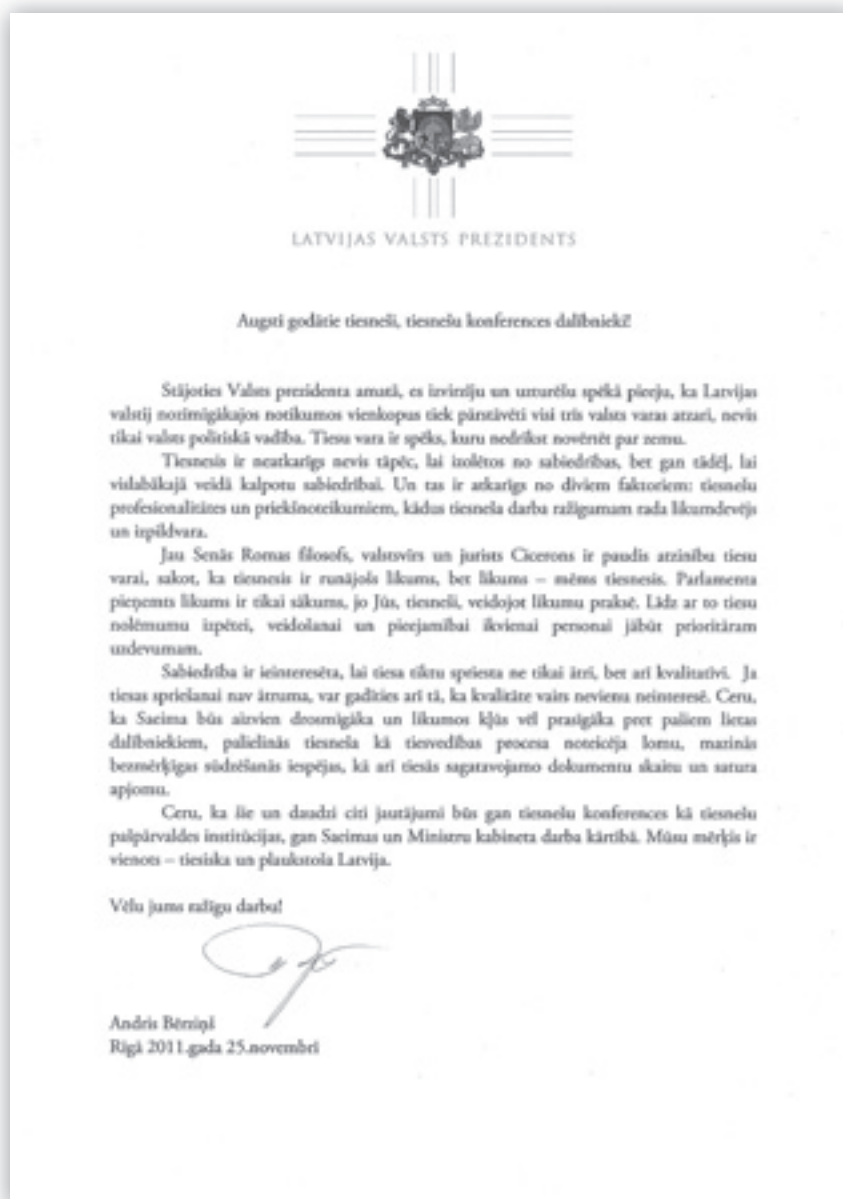 LATVIJAS VALSTS PREZIDENTS
Augsti godātie tiesneši, tiesnešu konferences dalībnieki!
Stājoties Valsts prezidenta amatā, es izvirzīju un uzturēšu spēkā pieeju, ka Latvijas
valstij nozīmīgākajos notikumos vienkopus tiek pārstāvēti visi trīs valsts varas atzari, nevis
tikai valsts politiskā vadība. Tiesu vara ir spēks, kuru nedrīkst novērtēt par zemu.
Tiesnesis ir neatkarīgs nevis tāpēc, lai izolētos no sabiedrības, bet gan tādēļ, lai
vislabākajā veidā kalpotu sabiedrībai. Un tas ir atkarīgs no diviem faktoriem: tiesnešu
profesionalitātes un priekšnoteikumiem, kādus tiesneša darba ražīgumam rada likumdevējs
un izpildvara.
Jau Senās Romas filosofs, valstsvīrs un jurists Cicerons ir paudis atzinību tiesu
varai, sakot, ka tiesnesis ir runājošs likums, bet likums – mēms tiesnesis. Parlamenta
pieņemts likums ir tikai sākums, jo Jūs, tiesneši, veidojot likumu praksē. Līdz ar to tiesu
nolēmumu izpētei, veidošanai un pieejamībai ikvienai personai jābūt prioritāram
uzdevumam.
Sabiedrība ir ieinteresēta, lai tiesa tiktu spriesta ne tikai ātri, bet arī kvalitatīvi. Ja
tiesas spriešanai nav ātruma, var gadīties arī tā, ka kvalitāte vairs nevienu neinteresē. Ceru,
ka Saeima būs aizvien drosmīgāka un likumos kļūs vēl prasīgāka pret pašiem lietas
dalībniekiem, palielinās tiesneša kā tiesvedības procesa noteicēja lomu, mazinās
bezmērķīgas sūdzēšanās iespējas, kā arī tiesās sagatavojamo dokumentu skaitu un satura
apjomu.
Ceru, ka šie un daudzi citi jautājumi būs gan tiesnešu konferences kā tiesnešu
pašpārvaldes institūcijas, gan Saeimas un Ministru kabineta darba kārtībā. Mūsu mērķis ir
vienots – tiesiska un plaukstoša Latvija.
Vēlu jums ražīgu darbu!
Andris Bērziņš
Rīgā 2011.gada 25.novembrī